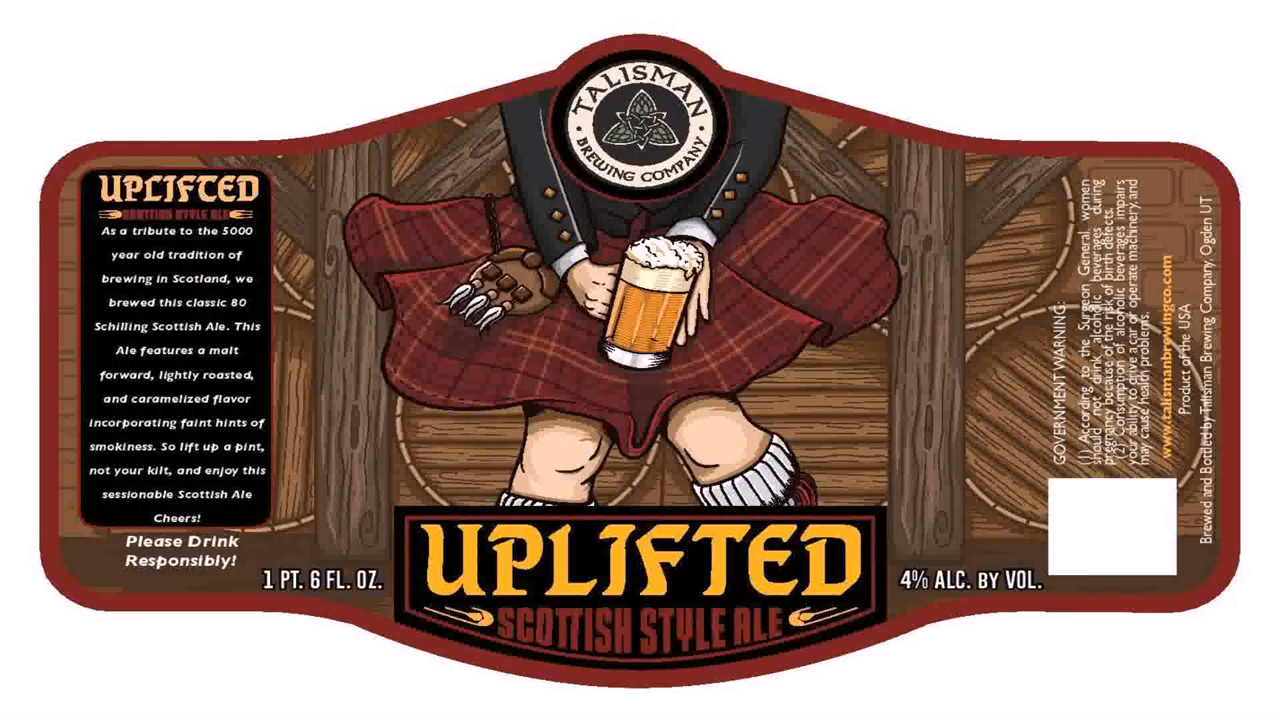 TALISMAN
BREWING COMPANY
UPLIFTED
SCOTTISH STYLE ALE
As a tribute to the 5000
year old tradition of
brewing in Scotland, we
brewed this classic 80
Schilling Scottish Ale. This
Ale features a malt
forward, lightly roasted,
and caramelized flavor
incorporating faint hints of
smokiness. So lift up a pint,
not your kilt, and enjoy this
sessionable Scottish Ale
Cheers!
Please Drink
Responsibly!
1 PT. 6 FL. OZ.
UPLIFTED
SCOTTISH STYLE ALE
4% ALC. BY VOL.
GOVERNMENT WARNING:
(1) According to the Surgeon General, women
should not drink alcoholic beverages during
pregnancy because of the risk of birth defects.
(2) Consumption of alcoholic beverages impairs
your ability to drive a car or operate machinery, and
may cause health problems.
www.talismanbrewingco.com
Product of the USA
Brewed and Bottled by Talisman Brewing Company, Ogden UT